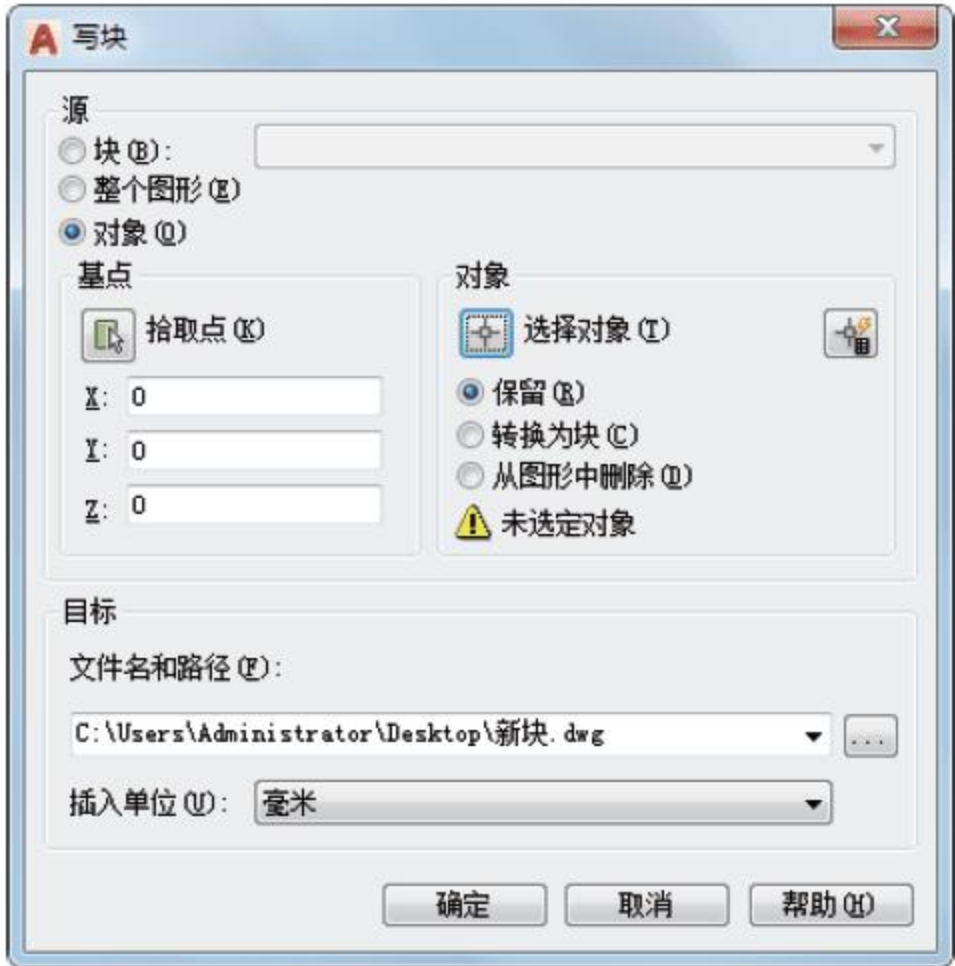 写块
源
块(B):
整个图形(E)
对象(O)
基点
拾取点(K)
X: 0
Y: 0
Z: 0
对象
选择对象(T)
保留(R)
转换为块(C)
从图形中删除(D)
未选定对象
目标
文件名和路径(F):
C:\Users\Administrator\Desktop\新块.dwg
...
插入单位(U): 毫米
确定 取消 帮助(H)